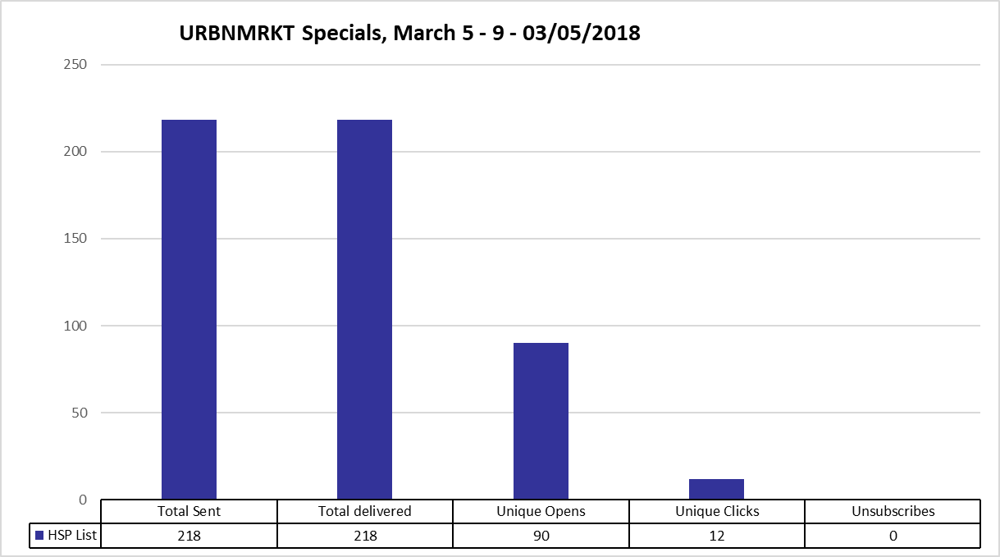 URBNMRKT Specials, March 5 - 9 - 03/05/2018
250
200
150
100
50
0
Total Sent Total delivered Unique Opens Unique Clicks Unsubscribes
HSP List 218 218 90 12 0